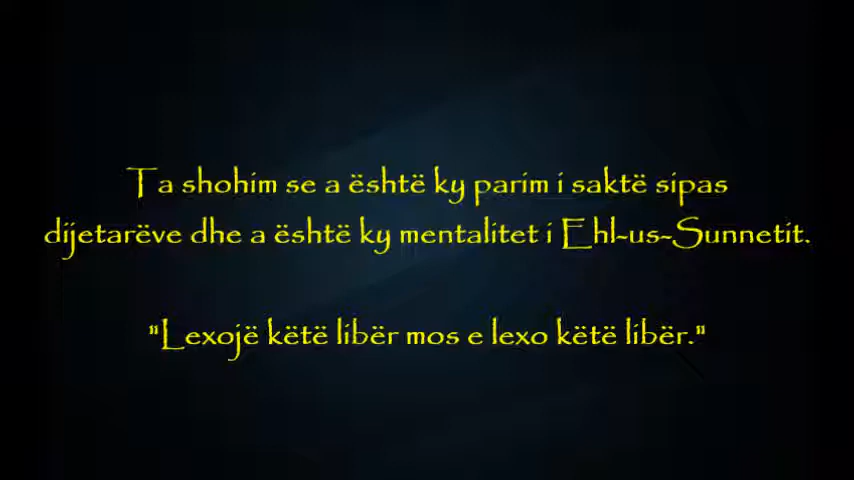 Ta shohim se a është ky parim i saktë sipas
dijetarëve dhe a është ky mentalitet i Ehl-us-Sunnetit.
"Lexojë këtë libër mos e lexo këtë libër."